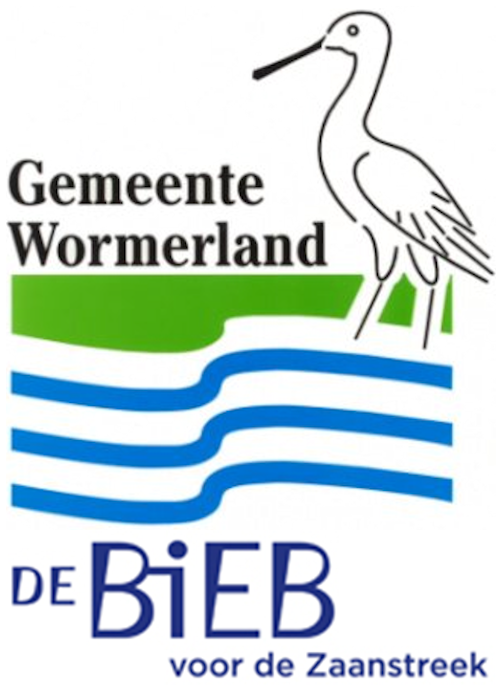 Gemeente
Wormerland
DE BiEB
voor de Zaanstreek